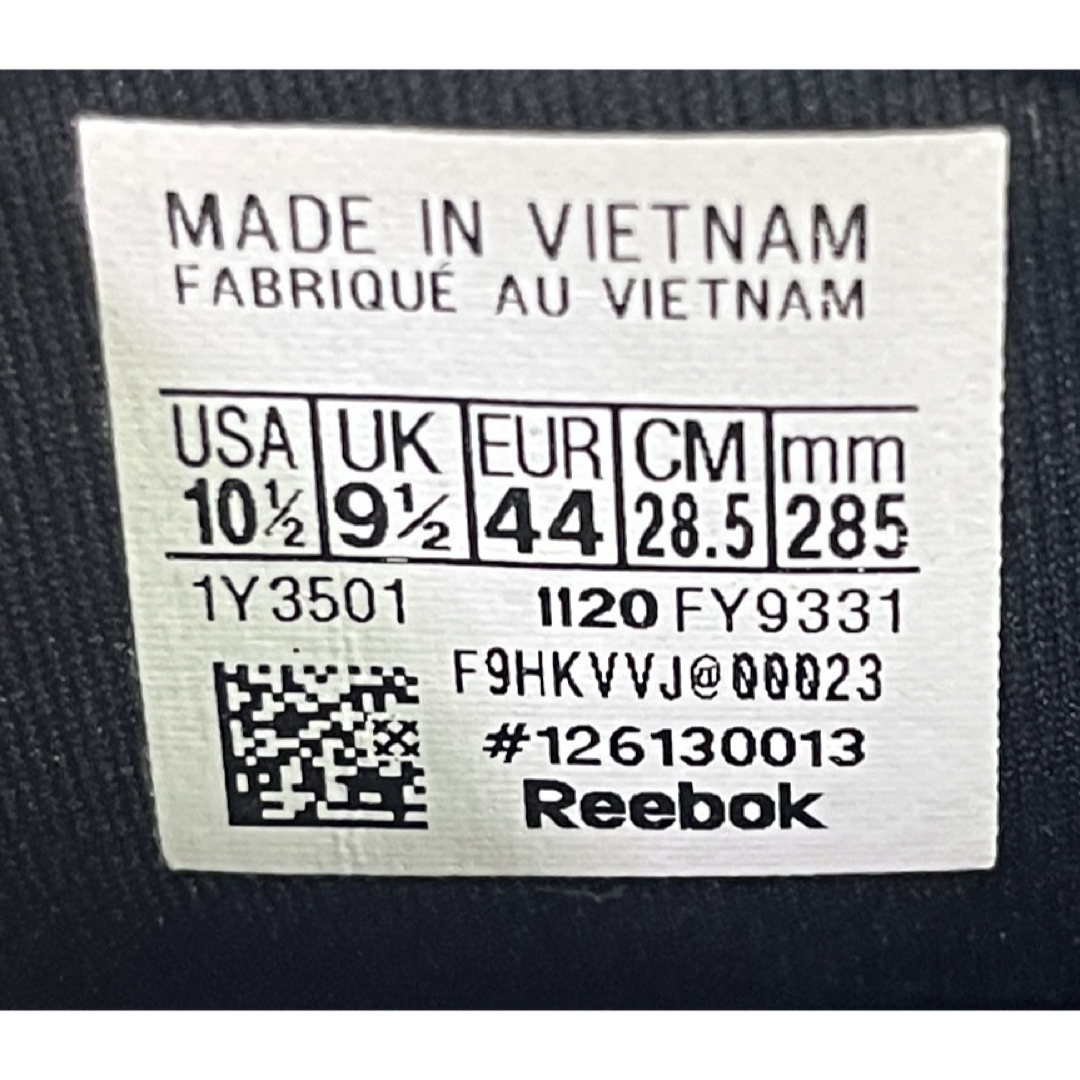 MADE IN VIETNAM
FABRIQUÉ AU VIETNAM
USA UK EUR CM mm
10½ 9½ 44 28.5 285
1Y3501 1120 FY9331
F9HKVVJ@00023
#126130013
Reebok